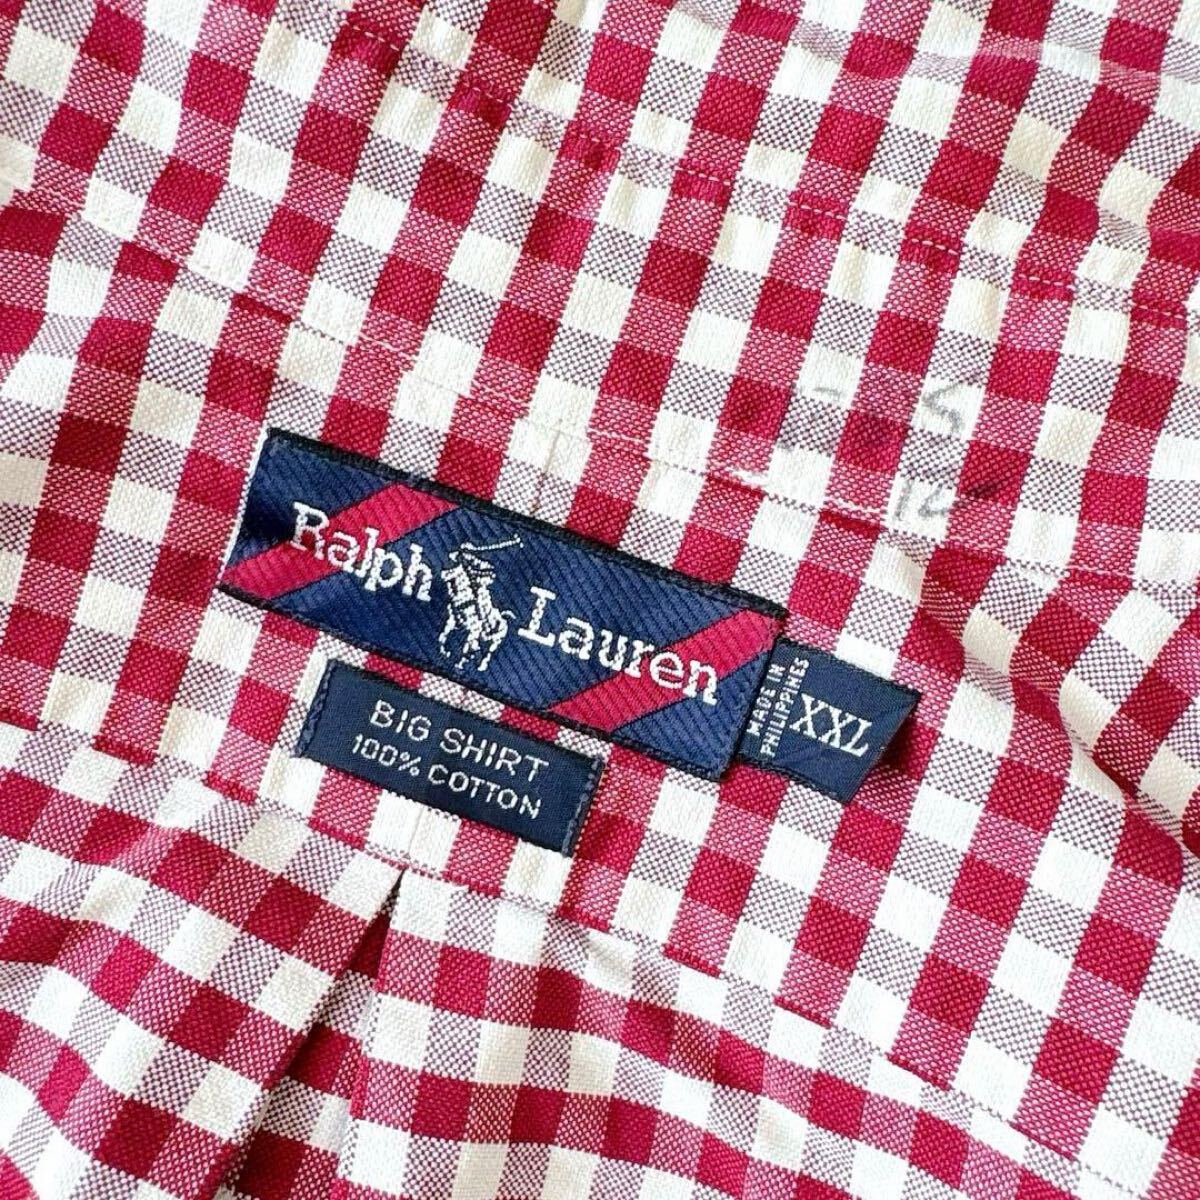 Ralph Lauren
BIG SHIRT
100% COTTON
MADE IN
PHILIPPINES
XXL